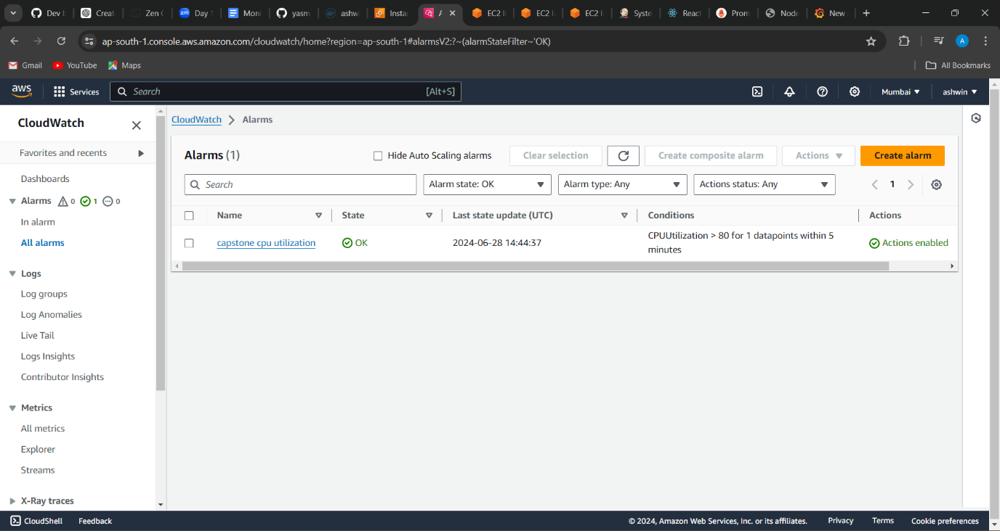 Dev b
Creat
Zen C
Day 1
Moni
yasm
ashw
Instan
EC2 I
EC2 I
EC2 I
Syste
React
Prom
Node
New
ap-south-1.console.aws.amazon.com/cloudwatch/home?region=ap-south-1#alarmsV2:?~(alarmStateFilter~'OK)
A
Gmail
YouTube
Maps
All Bookmarks
aws
Services
Search
[Alt+S]
Mumbai
ashwin
CloudWatch
Favorites and recents
Dashboards
Alarms 0 1 0
In alarm
All alarms
Logs
Log groups
Log Anomalies
Live Tail
Logs Insights
Contributor Insights
Metrics
All metrics
Explorer
Streams
X-Ray traces
CloudWatch > Alarms
Alarms (1)
Hide Auto Scaling alarms
Clear selection
Create composite alarm
Actions
Create alarm
Search
Alarm state: OK
Alarm type: Any
Actions status: Any
1
Name
State
Last state update (UTC)
Conditions
Actions
capstone cpu utilization
OK
2024-06-28 14:44:37
CPUUtilization > 80 for 1 datapoints within 5
minutes
Actions enabled
CloudShell
Feedback
© 2024, Amazon Web Services, Inc. or its affiliates.
Privacy
Terms
Cookie preferences